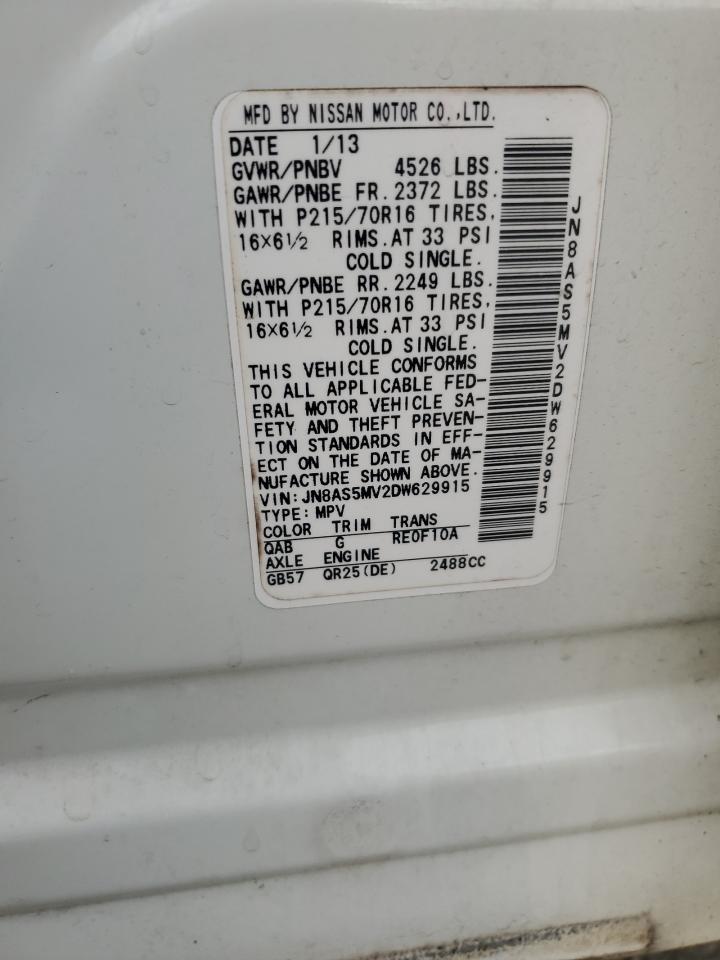 MFD BY NISSAN MOTOR CO.,LTD.
DATE 1/13
GVWR/PNBV 4526 LBS.
GAWR/PNBE FR. 2372 LBS.
WITH P215/70R16 TIRES,
16×6½ RIMS. AT 33 PSI
COLD SINGLE.
GAWR/PNBE RR. 2249 LBS.
WITH P215/70R16 TIRES,
16×6½ RIMS. AT 33 PSI
COLD SINGLE.
THIS VEHICLE CONFORMS
TO ALL APPLICABLE FED-
ERAL MOTOR VEHICLE SA-
FETY AND THEFT PREVEN-
TION STANDARDS IN EFF-
ECT ON THE DATE OF MA-
NUFACTURE SHOWN ABOVE.
VIN: JN8AS5MV2DW629915
TYPE: MPV
COLOR TRIM TRANS
QAB G RE0F10A
AXLE ENGINE
GB57 QR25(DE) 2488CC
JN8AS5MV2DW629915